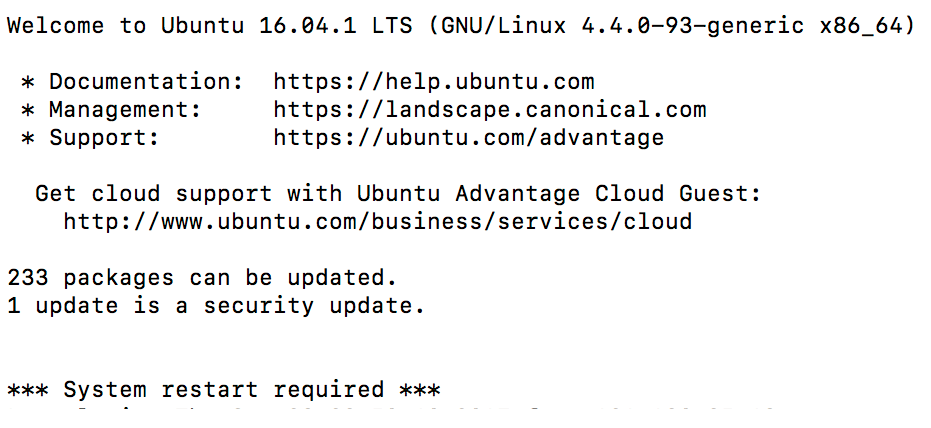 Welcome to Ubuntu 16.04.1 LTS (GNU/Linux 4.4.0-93-generic x86_64)
* Documentation: https://help.ubuntu.com
* Management: https://landscape.canonical.com
* Support: https://ubuntu.com/advantage
Get cloud support with Ubuntu Advantage Cloud Guest:
http://www.ubuntu.com/business/services/cloud
233 packages can be updated.
1 update is a security update.
*** System restart required ***